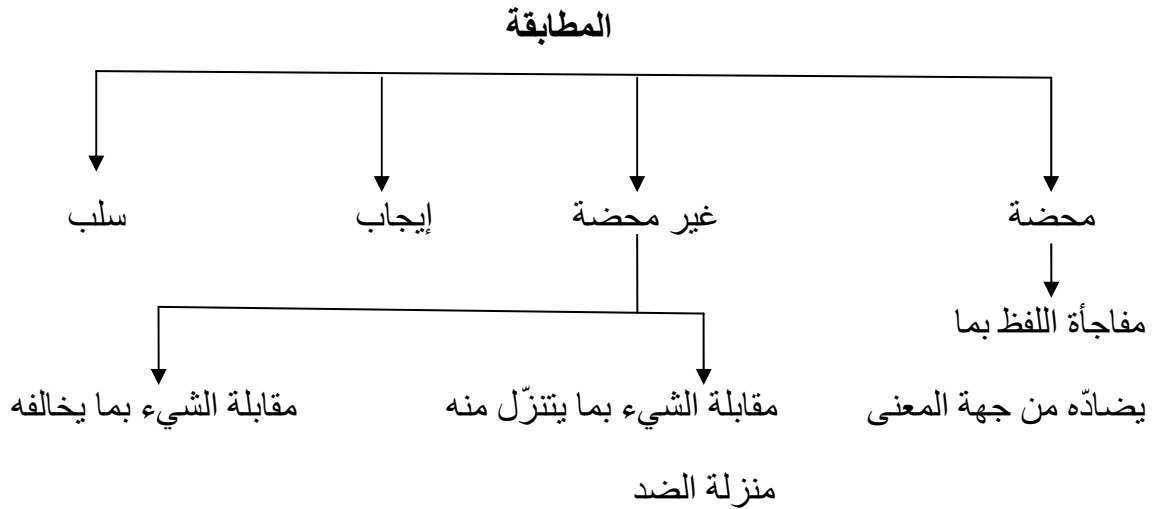 المطابقة
محضة
غير محضة
إيجاب
سلب
مفاجأة اللفظ بما
يضادّه من جهة المعنى
مقابلة الشيء بما يتنزّل منه
منزلة الضد
مقابلة الشيء بما يخالفه